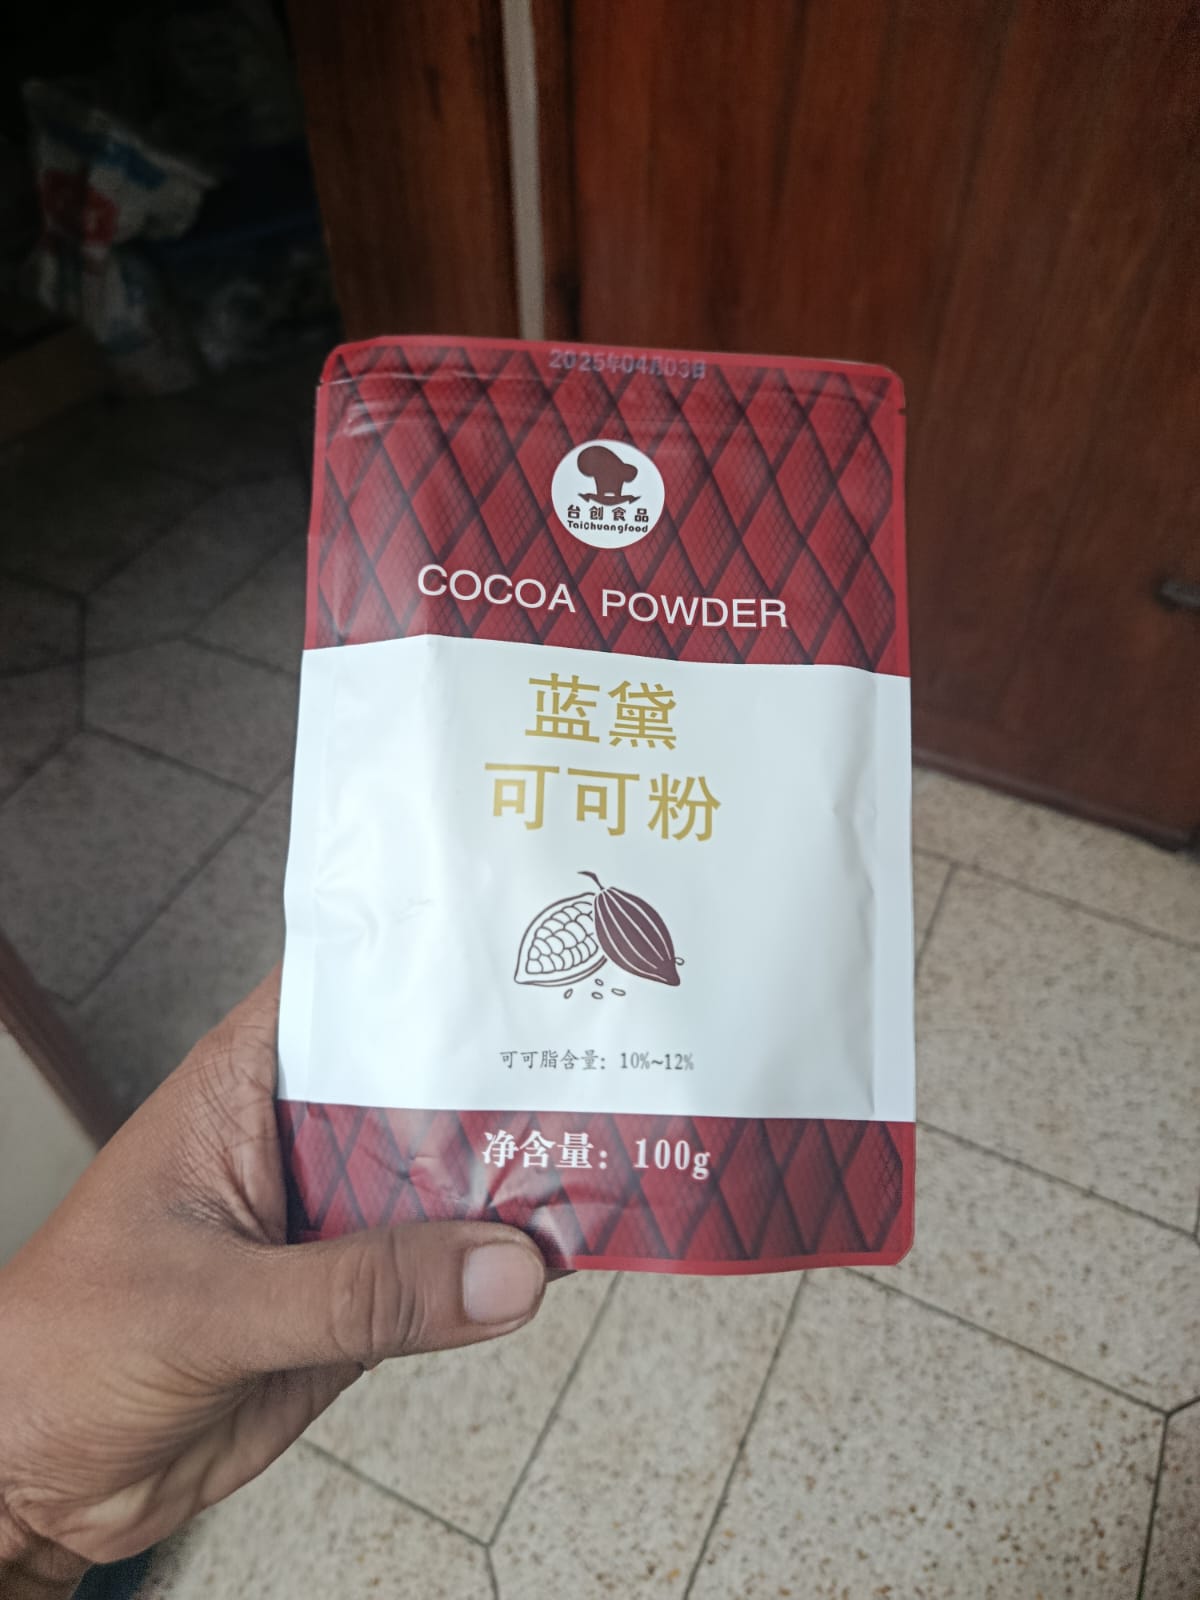 2025年04月03日
台创食品
TaiChuangfood
COCOA POWDER
蓝黛
可可粉
可可脂含量：10%~12%
净含量：100g